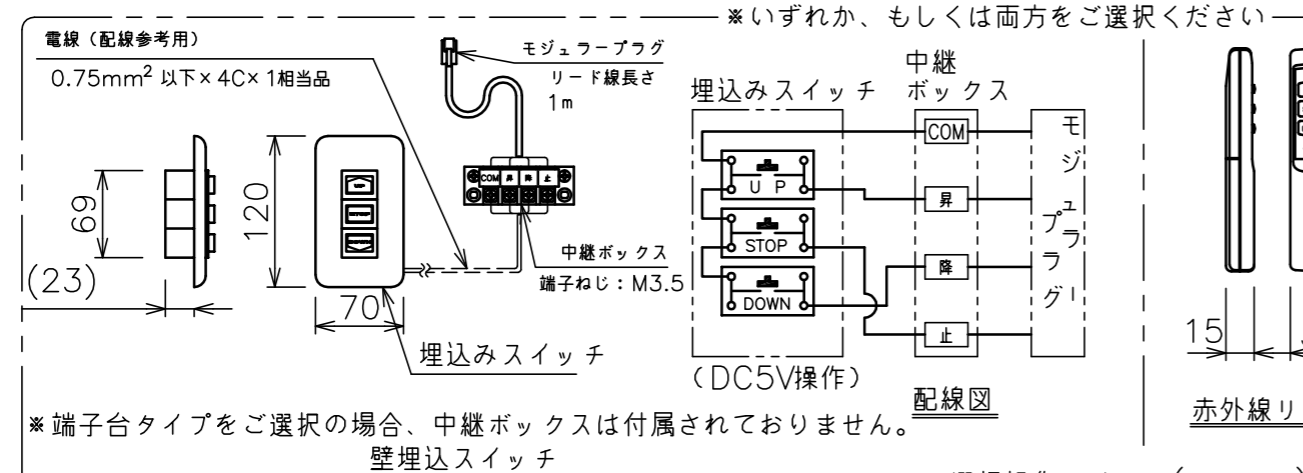 ※いずれか、もしくは両方をご選択ください
電線（配線参考用）
0.75mm² 以下×4C×1相当品
モジュラープラグ
リード線長さ
1m
69
(23)
120
70
COM 昇 降 止
中継ボックス
端子ねじ：M3.5
埋込みスイッチ
埋込みスイッチ
中継
ボックス
UP
STOP
DOWN
COM
昇
降
止
モジュラープラグ
(DC5V操作)
配線図
15
赤外線リ
※端子台タイプをご選択の場合、中継ボックスは付属されておりません。
壁埋込スイッチ